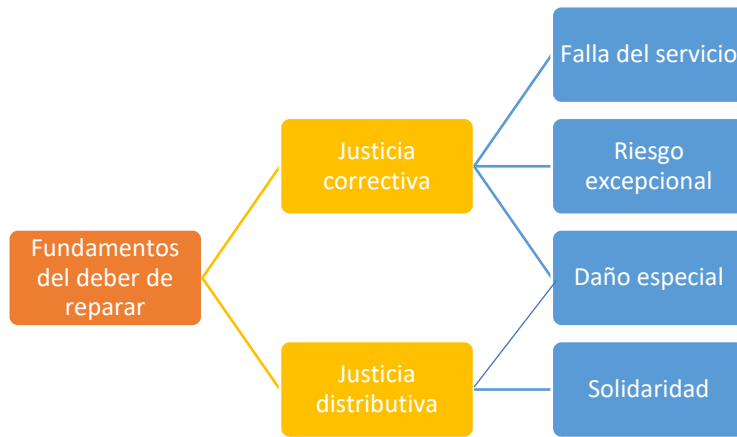 Fundamentos
del deber de
reparar
Justicia
correctiva
Falla del servicio
Riesgo
excepcional
Daño especial
Justicia
distributiva
Solidaridad